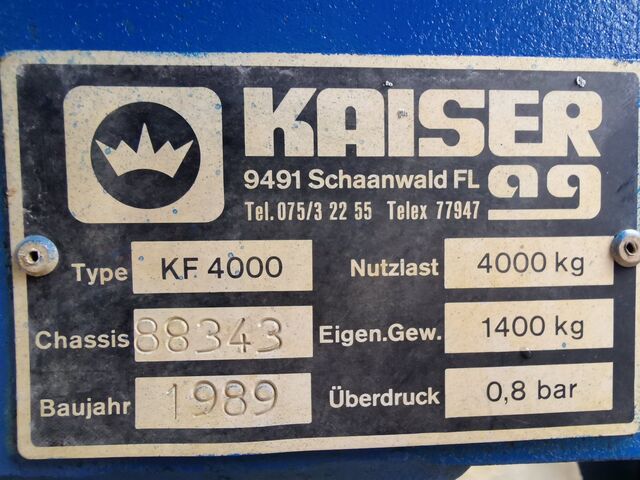 KAISER
9491 Schaanwald FL ag
Tel. 075/3 22 55 Telex 77947
Type KF 4000 Nutzlast 4000 kg
Chassis 88343 Eigen.Gew. 1400 kg
Baujahr 1989 Überdruck 0,8 bar